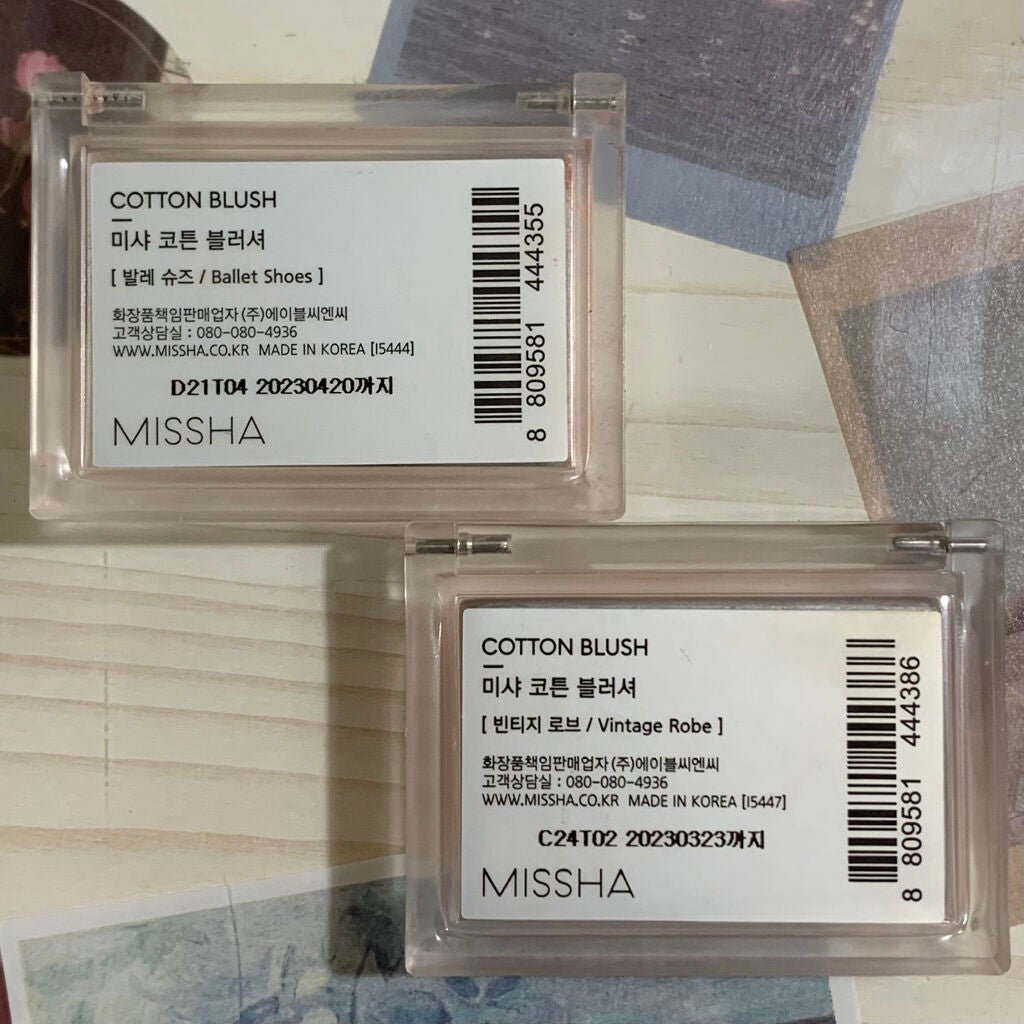 COTTON BLUSH
미샤 코튼 블러셔
[ 발레 슈즈 / Ballet Shoes ]
화장품책임판매업자 (주)에이블씨엔씨
고객상담실 : 080-080-4936
WWW.MISSHA.CO.KR MADE IN KOREA [I5444]
D21T04 20230420까지
MISSHA
8 809581 444355
COTTON BLUSH
미샤 코튼 블러셔
[ 빈티지 로브 / Vintage Robe ]
화장품책임판매업자 (주)에이블씨엔씨
고객상담실 : 080-080-4936
WWW.MISSHA.CO.KR MADE IN KOREA [I5447]
C24T02 20230323까지
MISSHA
8 809581 444386